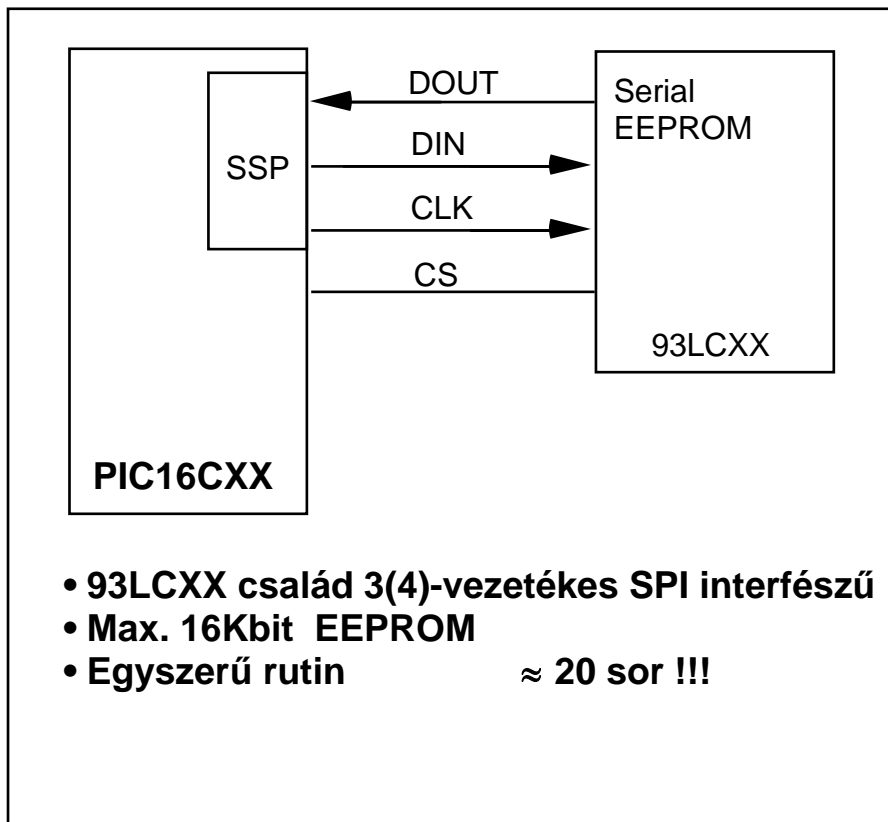 DOUT
Serial
EEPROM
DIN
SSP
CLK
CS
93LCXX
PIC16CXX
• 93LCXX család 3(4)-vezetékes SPI interfészű
• Max. 16Kbit EEPROM
• Egyszerű rutin ≈ 20 sor !!!